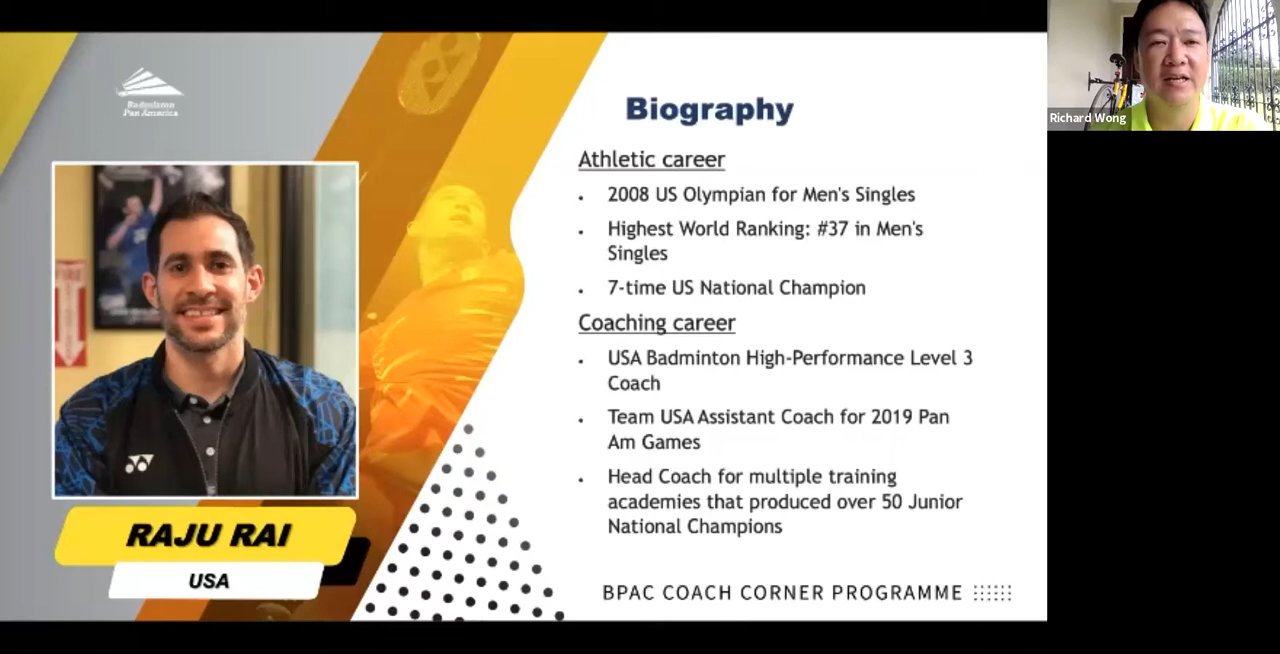 Badminton
Pan America
Biography
Athletic career
2008 US Olympian for Men's Singles
Highest World Ranking: #37 in Men's
Singles
7-time US National Champion
Coaching career
USA Badminton High-Performance Level 3
Coach
Team USA Assistant Coach for 2019 Pan
Am Games
Head Coach for multiple training
academies that produced over 50 Junior
National Champions
RAJU RAI
USA
BPAC COACH CORNER PROGRAMME
Richard Wong